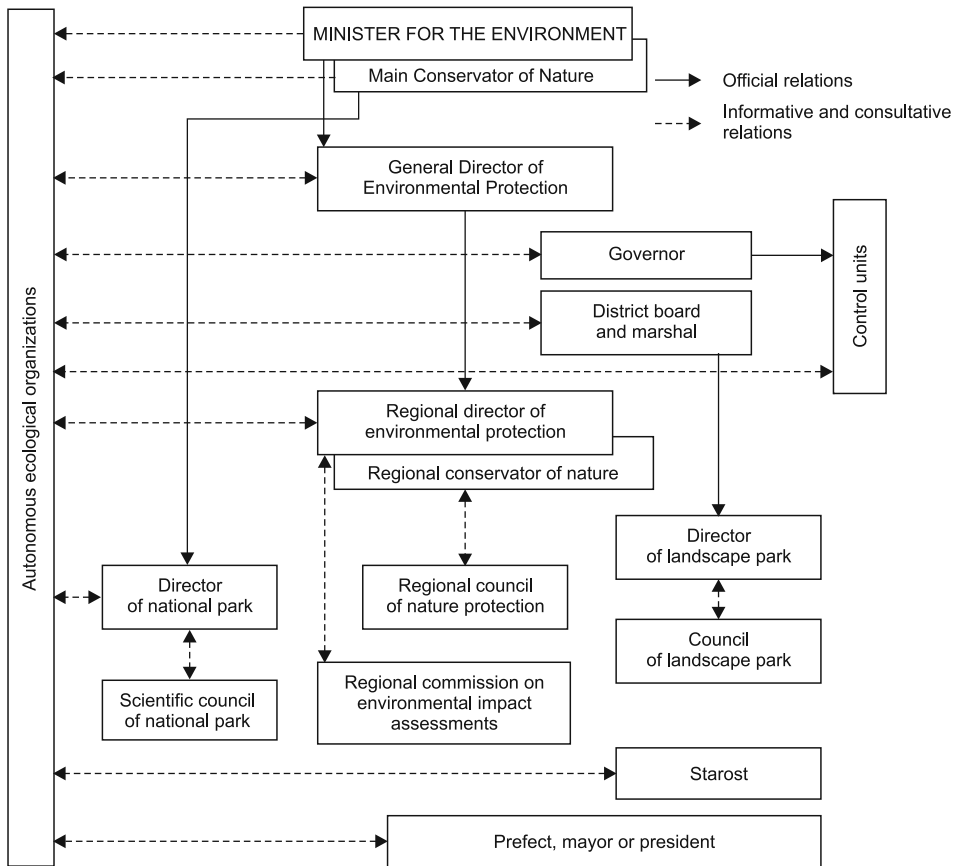 MINISTER FOR THE ENVIRONMENT
Main Conservator of Nature
Official relations
Informative and consultative
relations
General Director of
Environmental Protection
Governor
Control units
District board
and marshal
Autonomous ecological organizations
Regional director of
environmental protection
Regional conservator of nature
Director
of national park
Regional council
of nature protection
Director
of landscape park
Council
of landscape park
Scientific council
of national park
Regional commission on
environmental impact
assessments
Starost
Prefect, mayor or president